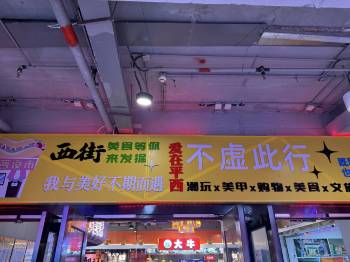 西街
美食等你
来发掘
我与美好不期而遇
爱在平西
不虚此行
潮玩x美甲x购物x美食x文
大牛